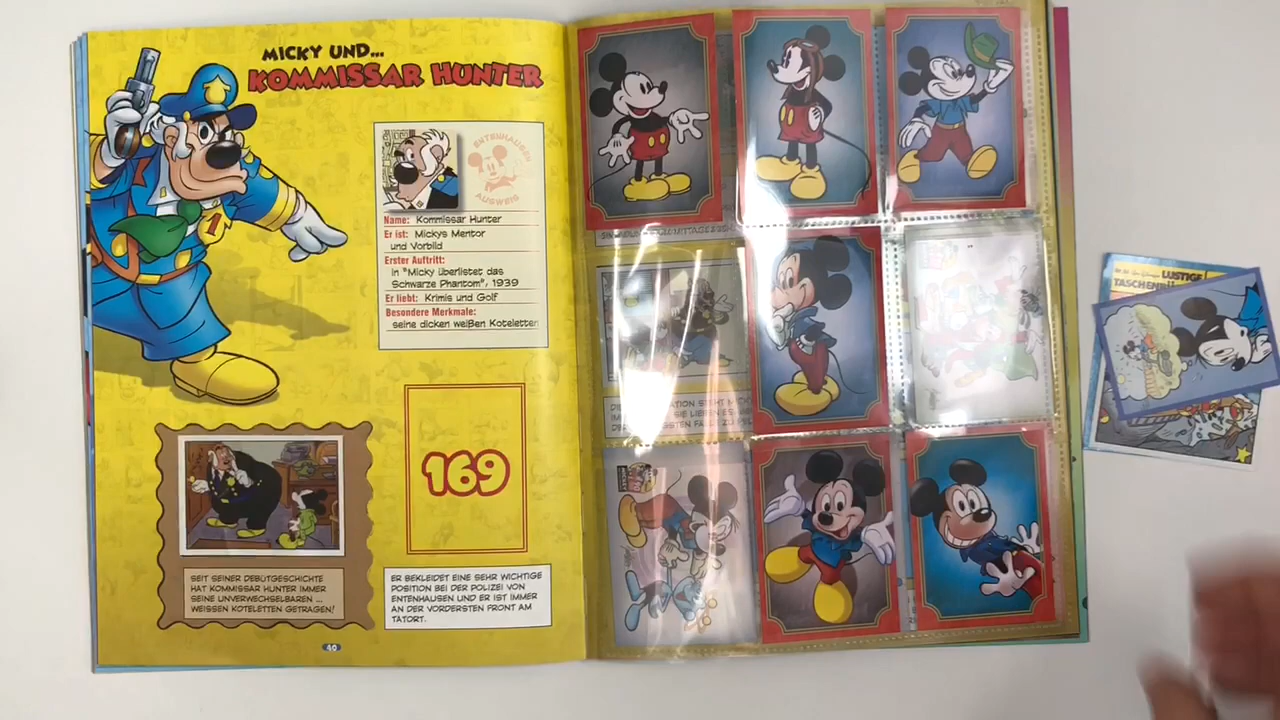 MICKY UND...
KOMMISSAR HUNTER
ENTENHAUSEN
AUSWEIS
Name: Kommissar Hunter
Er ist: Mickys Mentor
und Vorbild
Erster Auftritt:
in "Micky überlistet das
Schwarze Phantom", 1939
Er liebt: Krimis und Golf
Besondere Merkmale:
seine dicken weißen Koteletten
1
169
SEIT SEINER DEBÜTGESCHICHTE
HAT KOMMISSAR HUNTER IMMER
SEINE UNVERWECHSELBAREN ...
WEISSEN KOTELETTEN GETRAGEN!
ER BEKLEIDET EINE SEHR WICHTIGE
POSITION BEI DER POLIZEI VON
ENTENHAUSEN UND ER IST IMMER
AN DER VORDERSTEN FRONT AM
TATORT.
40
LUSTIGE